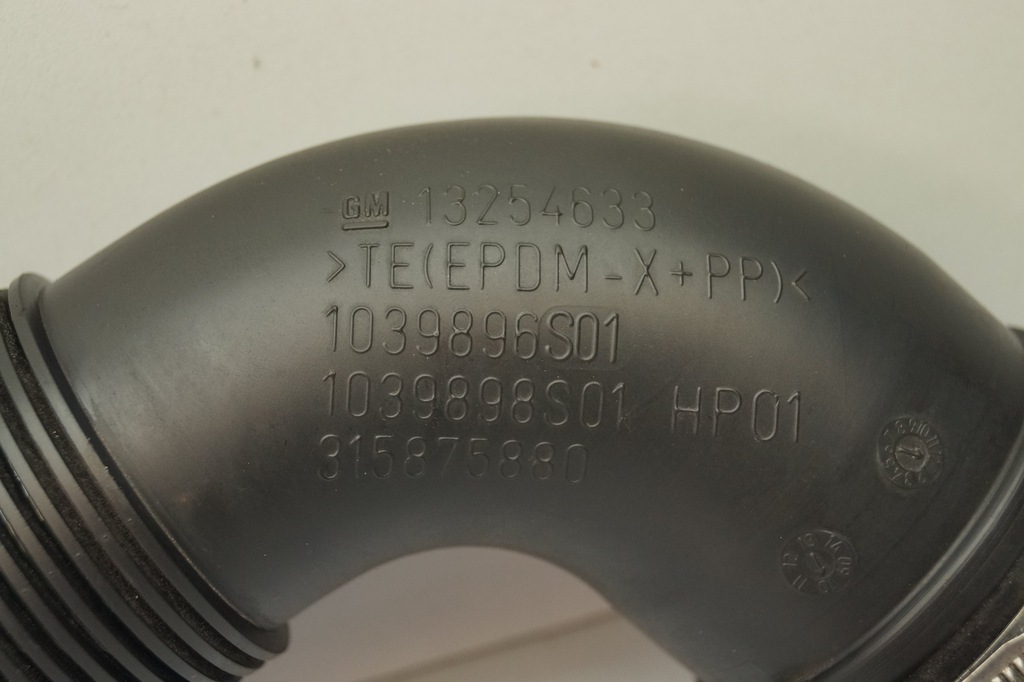 GM 13254633
>TE(EPDM-X+PP)<
1039896S01
1039898S01 HP01
315875880